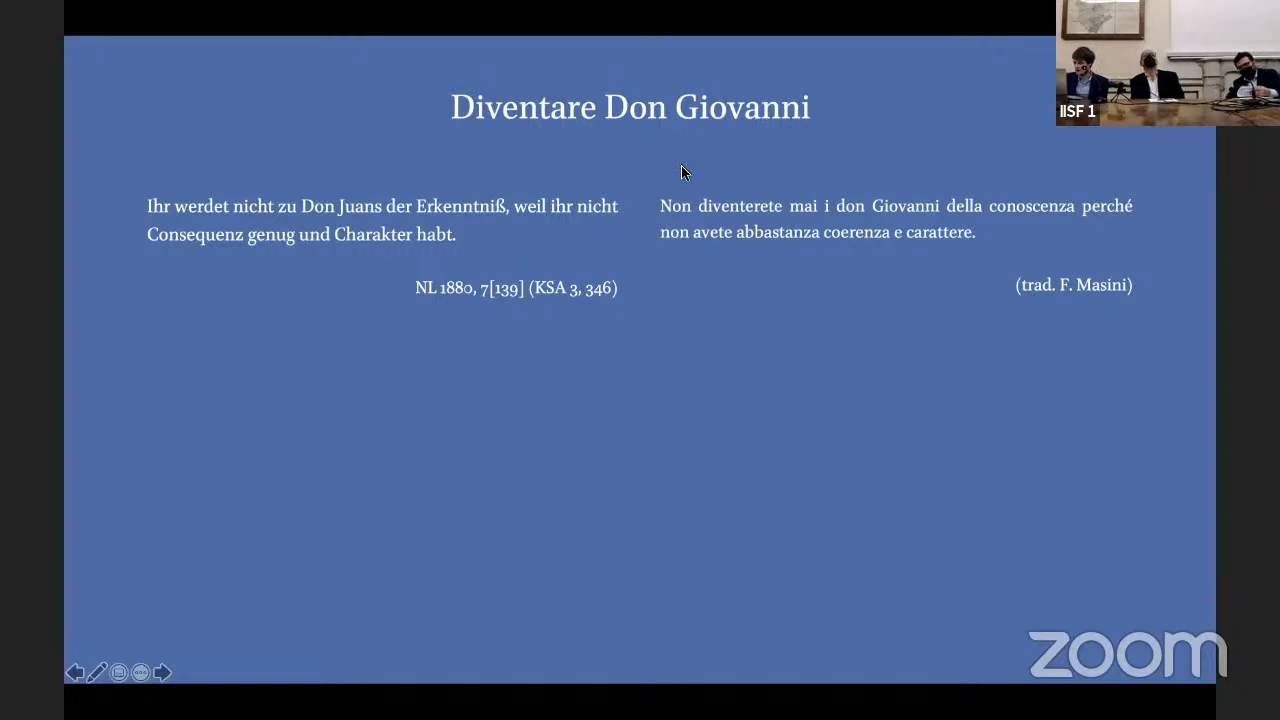 Diventare Don Giovanni
Ihr werdet nicht zu Don Juans der Erkenntniß, weil ihr nicht
Consequenz genug und Charakter habt.
NL 1880, 7[139] (KSA 3, 346)
Non diventerete mai i don Giovanni della conoscenza perché
non avete abbastanza coerenza e carattere.
(trad. F. Masini)
IISF 1
zoom